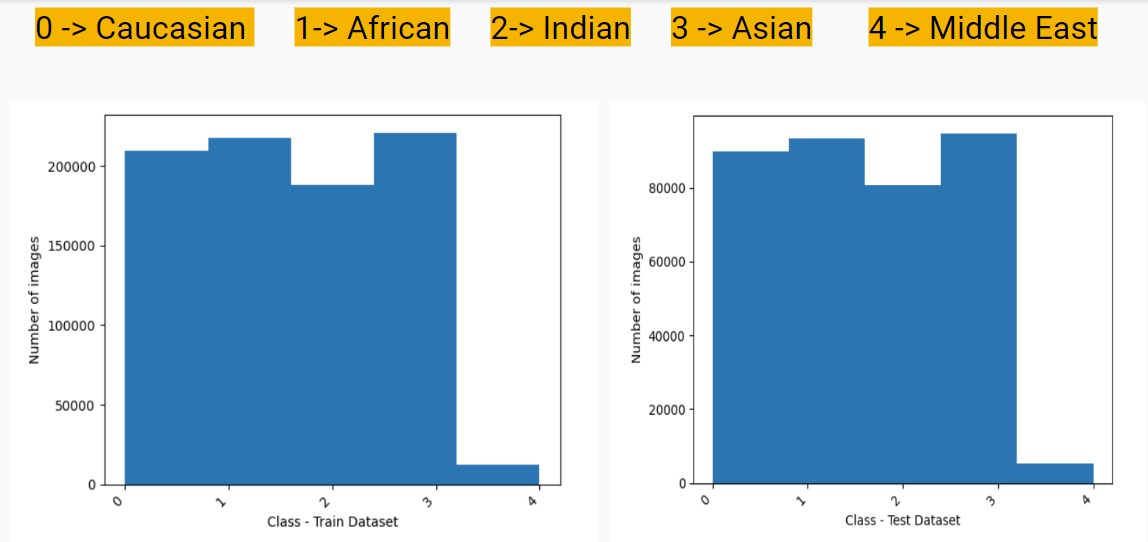 0 -> Caucasian 1-> African 2-> Indian 3 -> Asian 4 -> Middle East
200000
150000
100000
50000
0
Number of images
0 1 2 3 4
Class - Train Dataset
80000
60000
40000
20000
0
Number of images
0 1 2 3 4
Class - Test Dataset